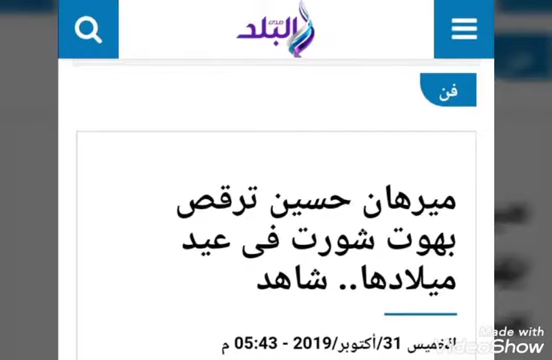 صدى البلد
فن
ميرهان حسين ترقص
بهوت شورت فى عيد
ميلادها.. شاهد
الخميس 31/أكتوبر/2019 - 05:43 م
Made with
VideoShow